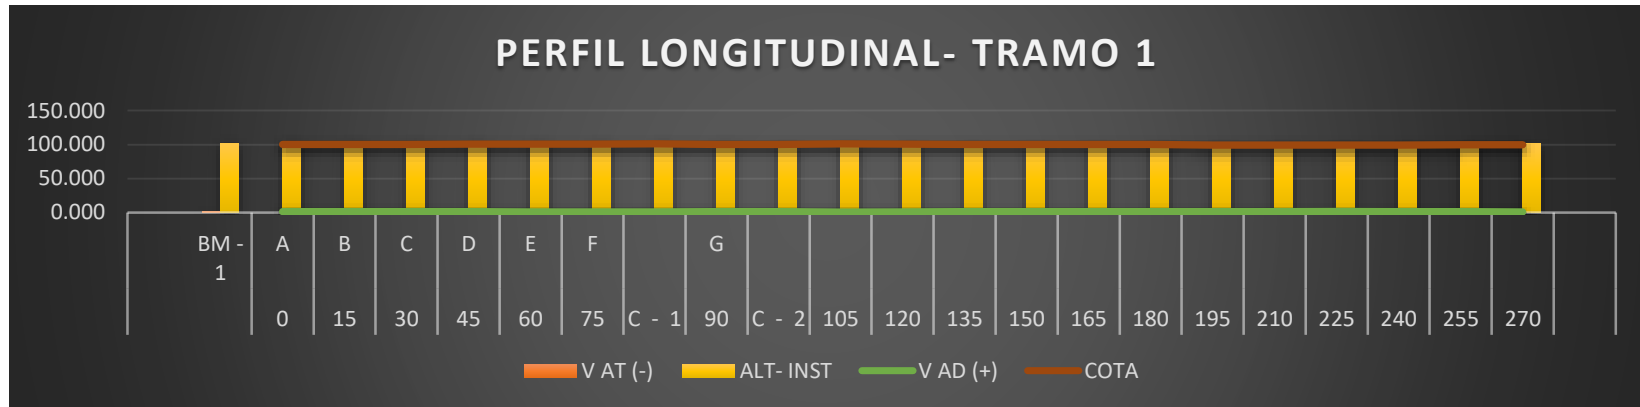 PERFIL LONGITUDINAL- TRAMO 1
150.000
100.000
50.000
0.000
BM - 1 A B C D E F G
0 15 30 45 60 75 C - 1 90 C - 2 105 120 135 150 165 180 195 210 225 240 255 270
V AT (-) ALT- INST V AD (+) COTA